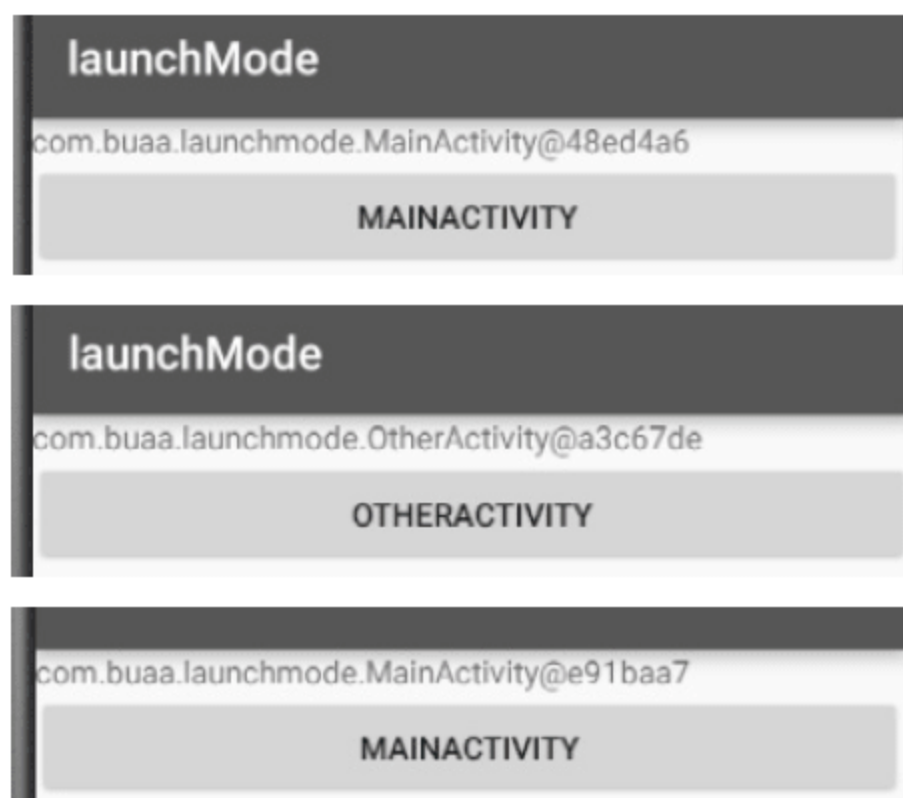 launchMode
com.buaa.launchmode.MainActivity@48ed4a6
MAINACTIVITY
launchMode
com.buaa.launchmode.OtherActivity@a3c67de
OTHERACTIVITY
com.buaa.launchmode.MainActivity@e91baa7
MAINACTIVITY